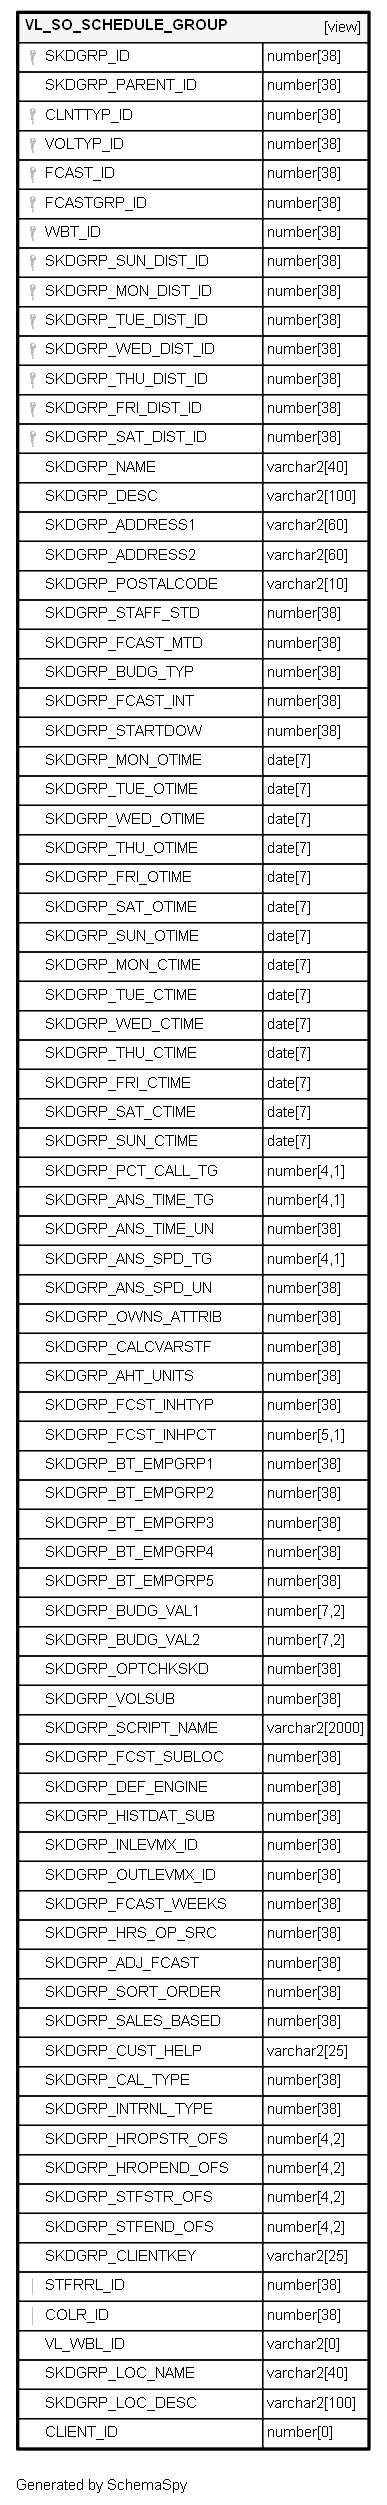 VL_SO_SCHEDULE_GROUP [view]
SKDGRP_ID number[38]
SKDGRP_PARENT_ID number[38]
CLNTTYP_ID number[38]
VOLTYP_ID number[38]
FCAST_ID number[38]
FCASTGRP_ID number[38]
WBT_ID number[38]
SKDGRP_SUN_DIST_ID number[38]
SKDGRP_MON_DIST_ID number[38]
SKDGRP_TUE_DIST_ID number[38]
SKDGRP_WED_DIST_ID number[38]
SKDGRP_THU_DIST_ID number[38]
SKDGRP_FRI_DIST_ID number[38]
SKDGRP_SAT_DIST_ID number[38]
SKDGRP_NAME varchar2[40]
SKDGRP_DESC varchar2[100]
SKDGRP_ADDRESS1 varchar2[60]
SKDGRP_ADDRESS2 varchar2[60]
SKDGRP_POSTALCODE varchar2[10]
SKDGRP_STAFF_STD number[38]
SKDGRP_FCAST_MTD number[38]
SKDGRP_BUDG_TYP number[38]
SKDGRP_FCAST_INT number[38]
SKDGRP_STARTDOW number[38]
SKDGRP_MON_OTIME date[7]
SKDGRP_TUE_OTIME date[7]
SKDGRP_WED_OTIME date[7]
SKDGRP_THU_OTIME date[7]
SKDGRP_FRI_OTIME date[7]
SKDGRP_SAT_OTIME date[7]
SKDGRP_SUN_OTIME date[7]
SKDGRP_MON_CTIME date[7]
SKDGRP_TUE_CTIME date[7]
SKDGRP_WED_CTIME date[7]
SKDGRP_THU_CTIME date[7]
SKDGRP_FRI_CTIME date[7]
SKDGRP_SAT_CTIME date[7]
SKDGRP_SUN_CTIME date[7]
SKDGRP_PCT_CALL_TG number[4,1]
SKDGRP_ANS_TIME_TG number[4,1]
SKDGRP_ANS_TIME_UN number[38]
SKDGRP_ANS_SPD_TG number[4,1]
SKDGRP_ANS_SPD_UN number[38]
SKDGRP_OWNS_ATTRIB number[38]
SKDGRP_CALCVARSTF number[38]
SKDGRP_AHT_UNITS number[38]
SKDGRP_FCST_INHTYP number[38]
SKDGRP_FCST_INHPCT number[5,1]
SKDGRP_BT_EMPGRP1 number[38]
SKDGRP_BT_EMPGRP2 number[38]
SKDGRP_BT_EMPGRP3 number[38]
SKDGRP_BT_EMPGRP4 number[38]
SKDGRP_BT_EMPGRP5 number[38]
SKDGRP_BUDG_VAL1 number[7,2]
SKDGRP_BUDG_VAL2 number[7,2]
SKDGRP_OPTCHKSKD number[38]
SKDGRP_VOLSUB number[38]
SKDGRP_SCRIPT_NAME varchar2[2000]
SKDGRP_FCST_SUBLOC number[38]
SKDGRP_DEF_ENGINE number[38]
SKDGRP_HISTDAT_SUB number[38]
SKDGRP_INLEVMX_ID number[38]
SKDGRP_OUTLEVMX_ID number[38]
SKDGRP_FCAST_WEEKS number[38]
SKDGRP_HRS_OP_SRC number[38]
SKDGRP_ADJ_FCAST number[38]
SKDGRP_SORT_ORDER number[38]
SKDGRP_SALES_BASED number[38]
SKDGRP_CUST_HELP varchar2[25]
SKDGRP_CAL_TYPE number[38]
SKDGRP_INTRNL_TYPE number[38]
SKDGRP_HROPSTR_OFS number[4,2]
SKDGRP_HROPEND_OFS number[4,2]
SKDGRP_STFSTR_OFS number[4,2]
SKDGRP_STFEND_OFS number[4,2]
SKDGRP_CLIENTKEY varchar2[25]
STFRRL_ID number[38]
COLR_ID number[38]
VL_WBL_ID varchar2[0]
SKDGRP_LOC_NAME varchar2[40]
SKDGRP_LOC_DESC varchar2[100]
CLIENT_ID number[0]
Generated by SchemaSpy